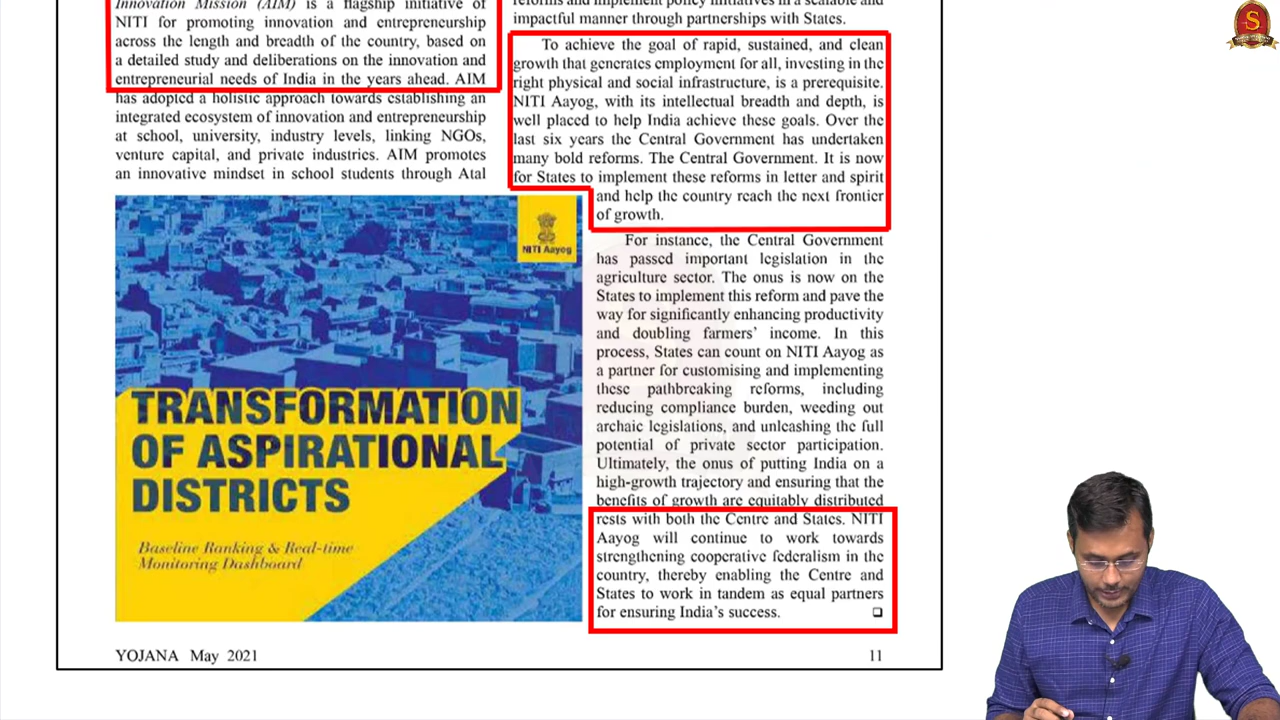 Innovation Mission (AIM) is a flagship initiative of
NITI for promoting innovation and entrepreneurship
across the length and breadth of the country, based on
a detailed study and deliberations on the innovation and
entrepreneurial needs of India in the years ahead. AIM
has adopted a holistic approach towards establishing an
integrated ecosystem of innovation and entrepreneurship
at school, university, industry levels, linking NGOs,
venture capital, and private industries. AIM promotes
an innovative mindset in school students through Atal
NITI Aayog
TRANSFORMATION
OF ASPIRATIONAL
DISTRICTS
Baseline Ranking & Real-time
Monitoring Dashboard
reforms and implement policy initiatives in a scalable and
impactful manner through partnerships with States.
To achieve the goal of rapid, sustained, and clean
growth that generates employment for all, investing in the
right physical and social infrastructure, is a prerequisite.
NITI Aayog, with its intellectual breadth and depth, is
well placed to help India achieve these goals. Over the
last six years the Central Government has undertaken
many bold reforms. The Central Government. It is now
for States to implement these reforms in letter and spirit
and help the country reach the next frontier
of growth.
For instance, the Central Government
has passed important legislation in the
agriculture sector. The onus is now on the
States to implement this reform and pave the
way for significantly enhancing productivity
and doubling farmers' income. In this
process, States can count on NITI Aayog as
a partner for customising and implementing
these pathbreaking reforms, including
reducing compliance burden, weeding out
archaic legislations, and unleashing the full
potential of private sector participation.
Ultimately, the onus of putting India on a
high-growth trajectory and ensuring that the
benefits of growth are equitably distributed
rests with both the Centre and States. NITI
Aayog will continue to work towards
strengthening cooperative federalism in the
country, thereby enabling the Centre and
States to work in tandem as equal partners
for ensuring India's success.
YOJANA May 2021
11
S